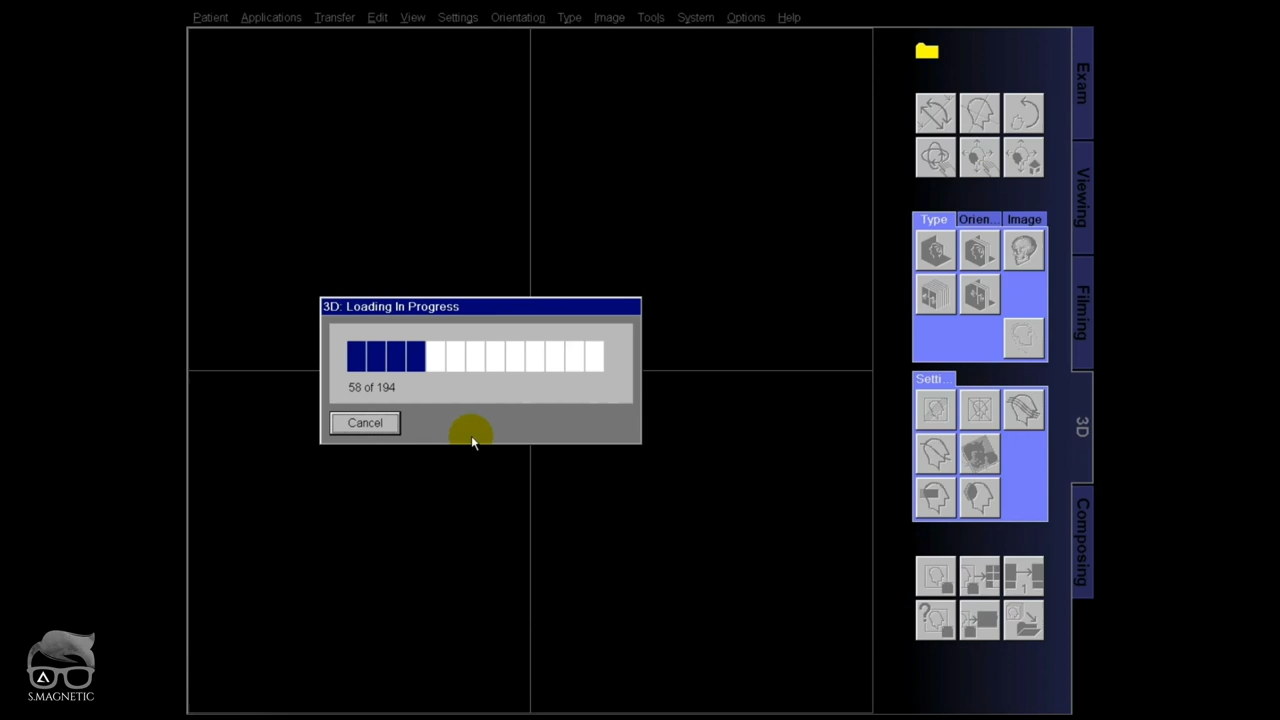 Patient Applications Transfer Edit View Settings Orientation Type Image Tools System Options Help
Exam
Viewing
Filming
3D
Composing
Type Orien... Image
Setti...
3D: Loading In Progress
58 of 194
Cancel
1
?
S.MAGNETIC